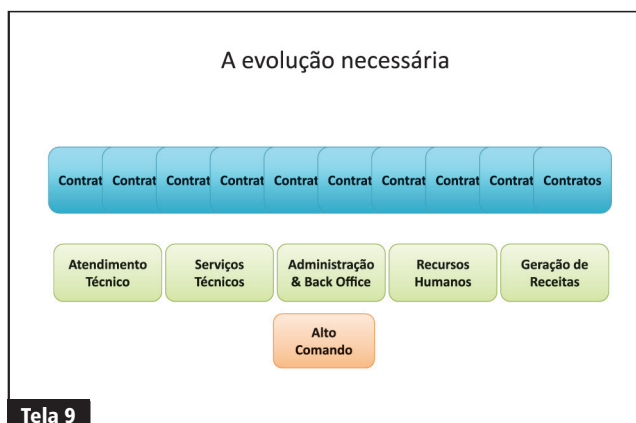 A evolução necessária
Contrat Contrat Contrat Contrat Contrat Contrat Contrat Contrat Contrat Contratos
Atendimento Técnico
Serviços Técnicos
Administração & Back Office
Recursos Humanos
Geração de Receitas
Alto Comando
Tela 9